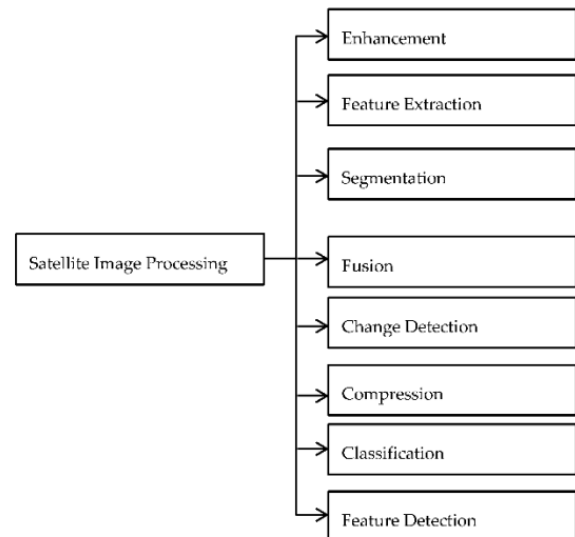 Enhancement
Feature Extraction
Segmentation
Satellite Image Processing
Fusion
Change Detection
Compression
Classification
Feature Detection